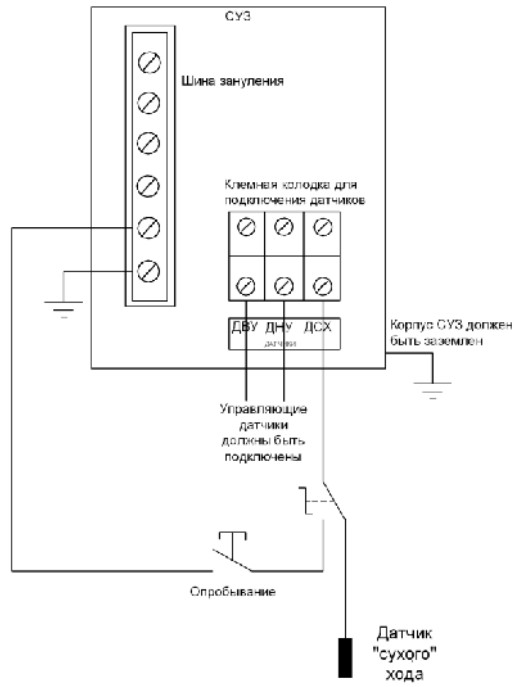 СУЗ
Шина зануления
Клемная колодка для
подключения датчиков
ДВУ ДНУ ДСХ
ДАТЧИКИ
Корпус СУЗ должен
быть заземлен
Управляющие
датчики
должны быть
подключены
Опробывание
Датчик
"сухого"
хода